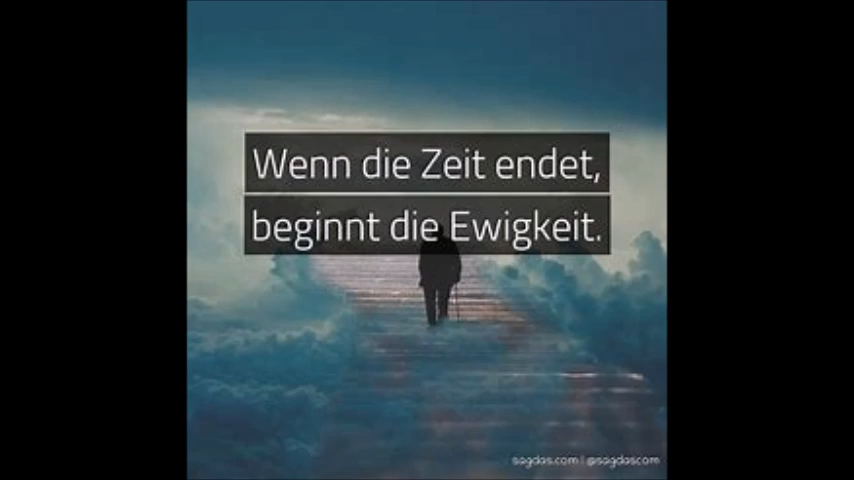 Wenn die Zeit endet,
beginnt die Ewigkeit.
sagdas.com | @sagdascom